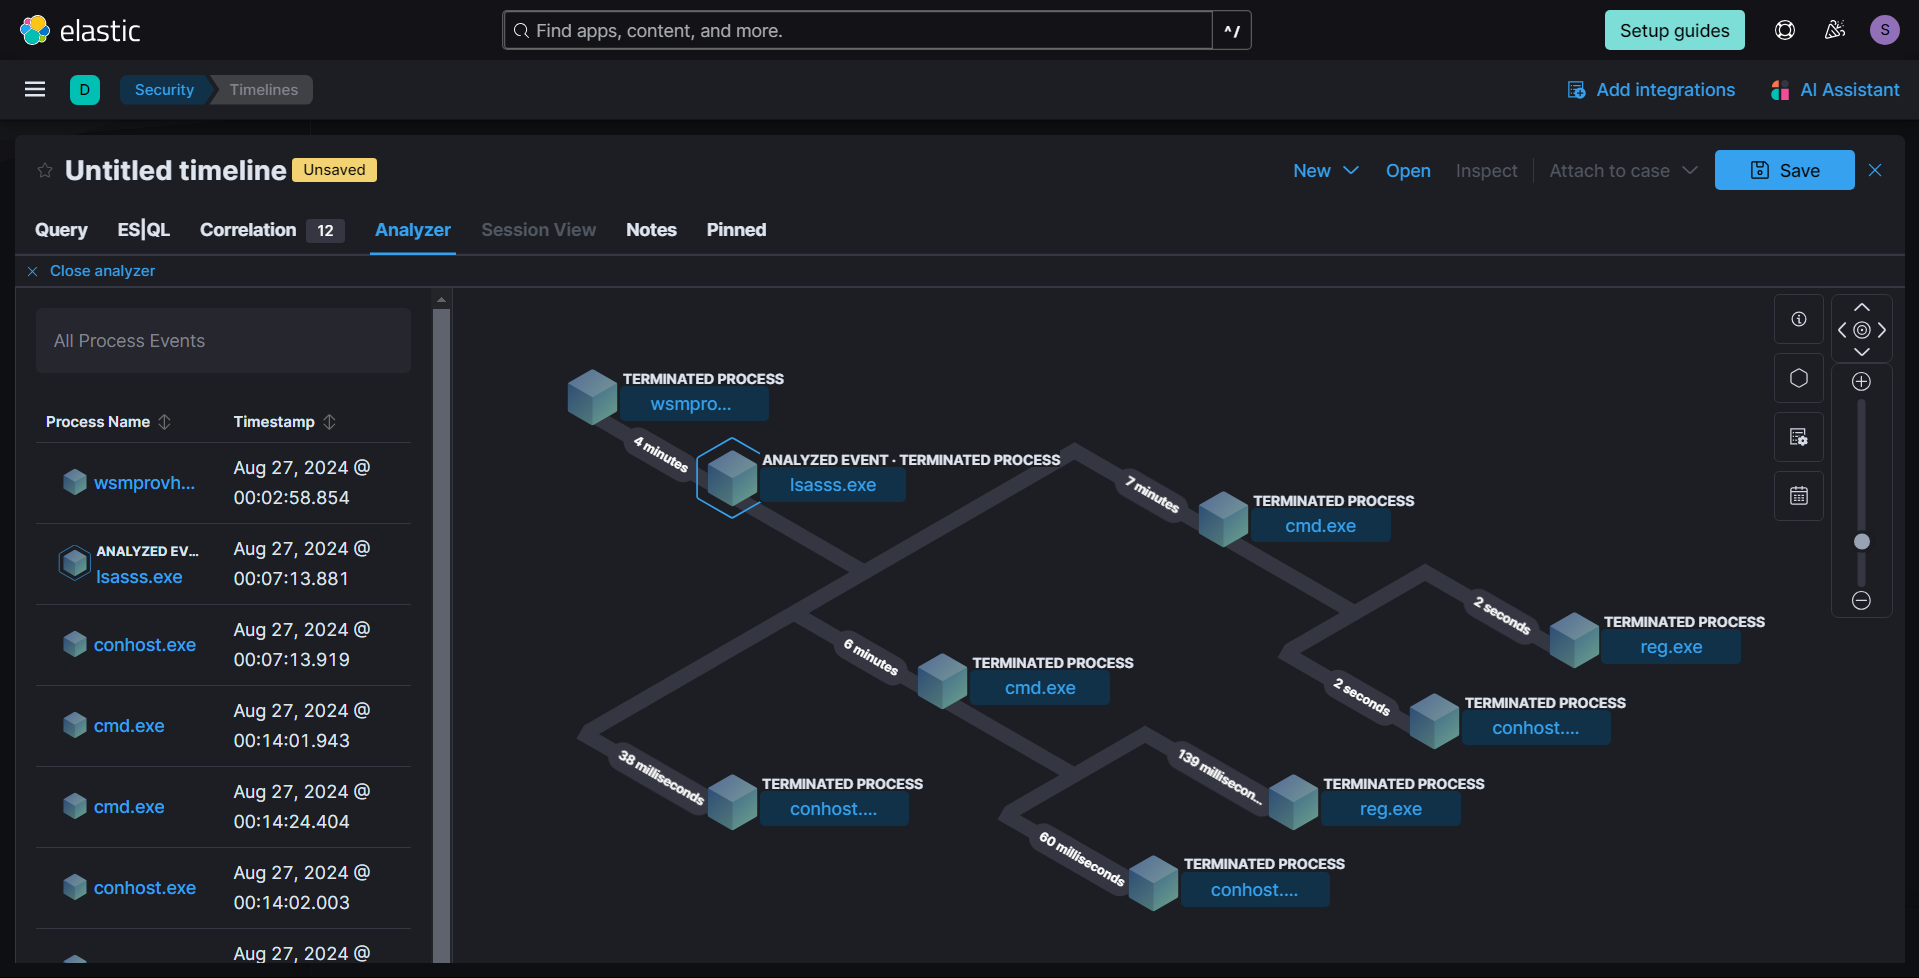 elastic
Find apps, content, and more.
^/
Setup guides
S
D
Security
Timelines
Add integrations
AI Assistant
Untitled timeline
Unsaved
New
Open
Inspect
Attach to case
Save
Query
ES|QL
Correlation
12
Analyzer
Session View
Notes
Pinned
Close analyzer
All Process Events
Process Name
Timestamp
wsmprovh...
Aug 27, 2024 @
00:02:58.854
ANALYZED EV...
lsasss.exe
Aug 27, 2024 @
00:07:13.881
conhost.exe
Aug 27, 2024 @
00:07:13.919
cmd.exe
Aug 27, 2024 @
00:14:01.943
cmd.exe
Aug 27, 2024 @
00:14:24.404
conhost.exe
Aug 27, 2024 @
00:14:02.003
Aug 27, 2024 @
TERMINATED PROCESS
wsmpro...
4 minutes
ANALYZED EVENT · TERMINATED PROCESS
lsasss.exe
7 minutes
TERMINATED PROCESS
cmd.exe
2 seconds
TERMINATED PROCESS
reg.exe
2 seconds
TERMINATED PROCESS
conhost....
6 minutes
TERMINATED PROCESS
cmd.exe
139 millisecon...
TERMINATED PROCESS
reg.exe
38 milliseconds
TERMINATED PROCESS
conhost....
60 milliseconds
TERMINATED PROCESS
conhost....